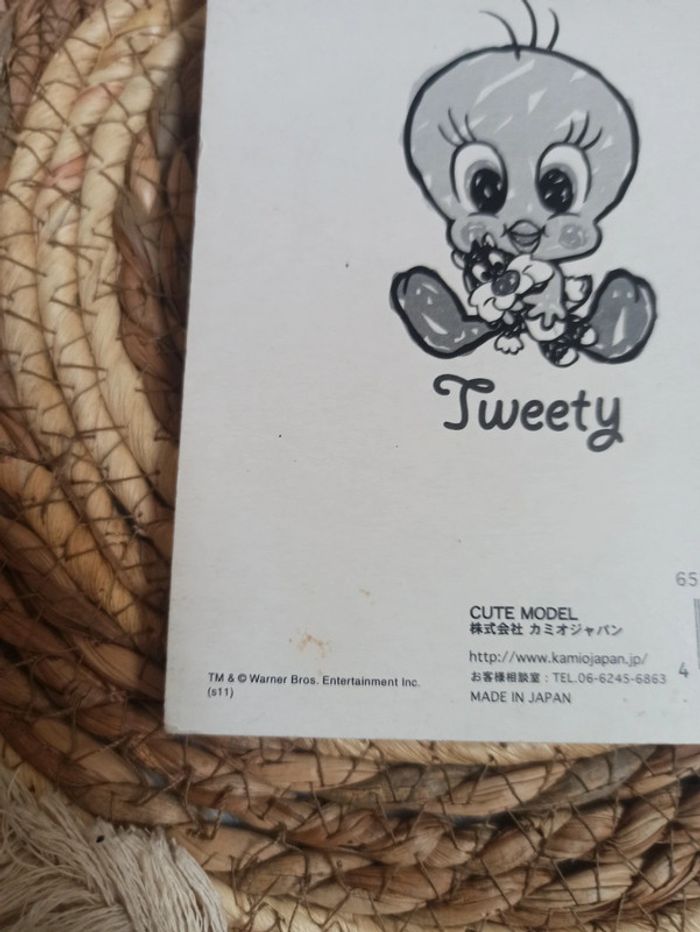 Tweety
65
CUTE MODEL
株式会社 カミオジャパン
http://www.kamiojapan.jp/
お客様相談室：TEL.06-6245-6863
MADE IN JAPAN
4
TM & © Warner Bros. Entertainment Inc.
(s11)